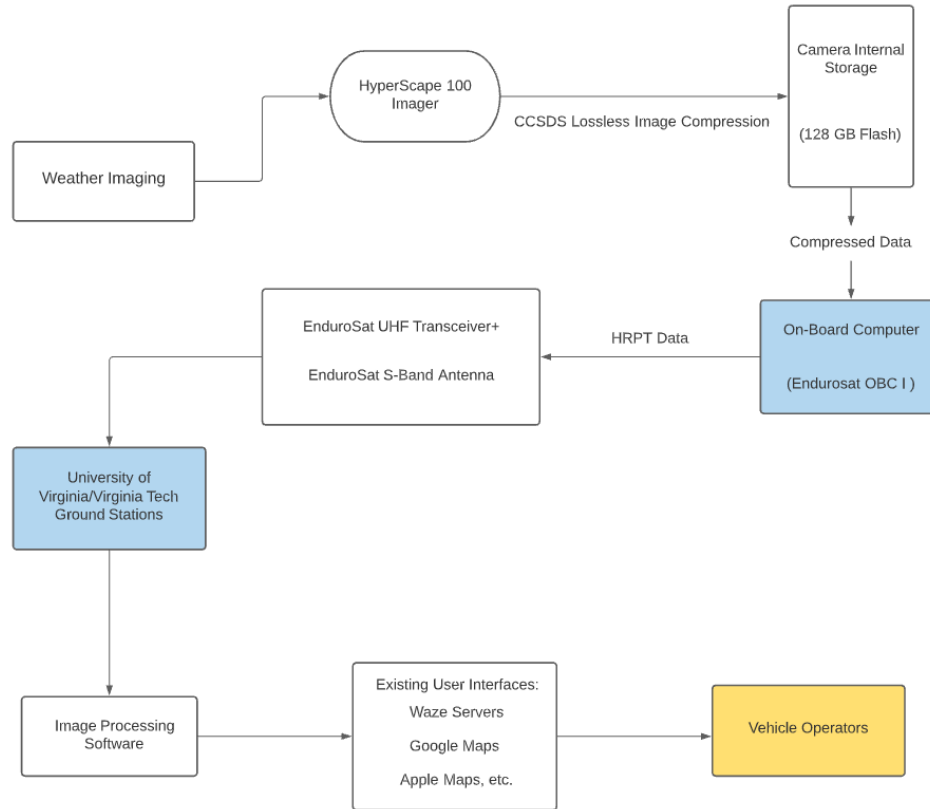 Weather Imaging
HyperScape 100
Imager
CCSDS Lossless Image Compression
Camera Internal
Storage
(128 GB Flash)
Compressed Data
On-Board Computer
(Endurosat OBC I )
HRPT Data
EnduroSat UHF Transceiver+
EnduroSat S-Band Antenna
University of
Virginia/Virginia Tech
Ground Stations
Image Processing
Software
Existing User Interfaces:
Waze Servers
Google Maps
Apple Maps, etc.
Vehicle Operators